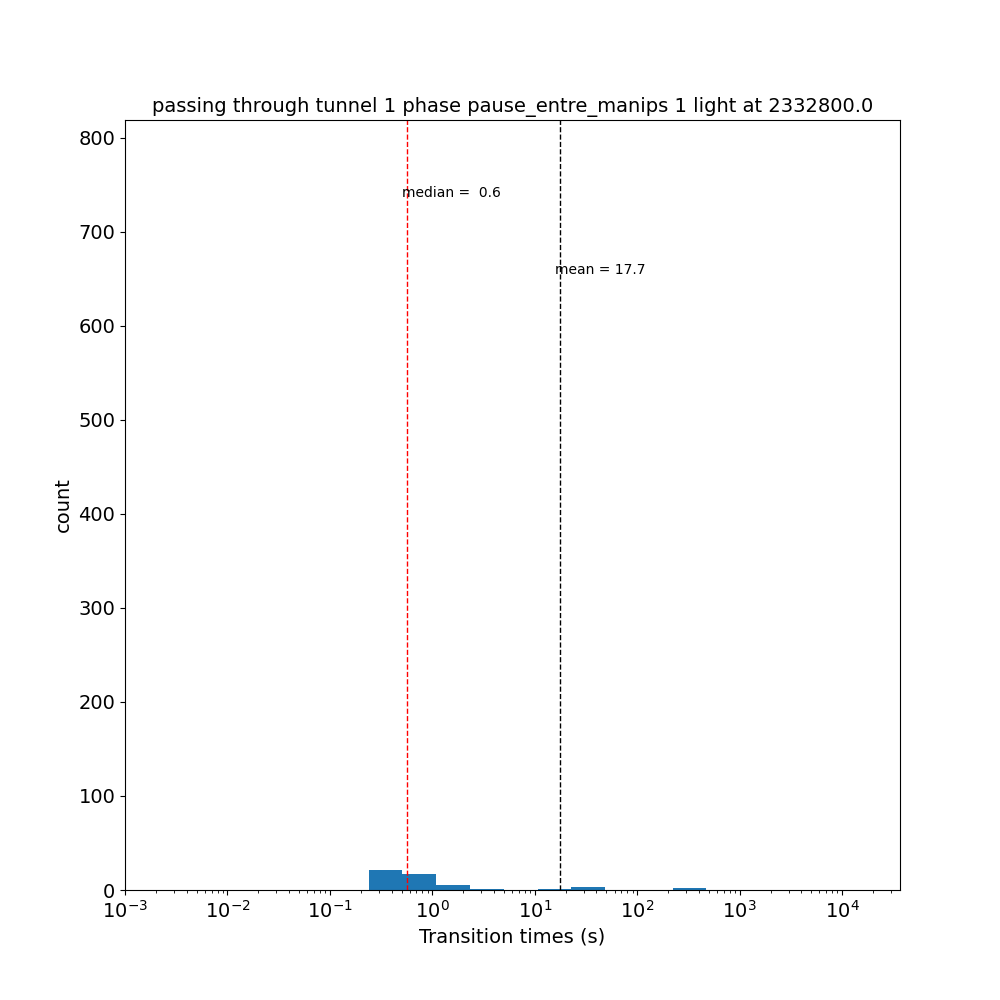 passing through tunnel 1 phase pause_entre_manips 1 light at 2332800.0
800
median =  0.6
700
mean = 17.7
600
500
count
400
300
200
100
0
10⁻³ 10⁻² 10⁻¹ 10⁰ 10¹ 10² 10³ 10⁴
Transition times (s)